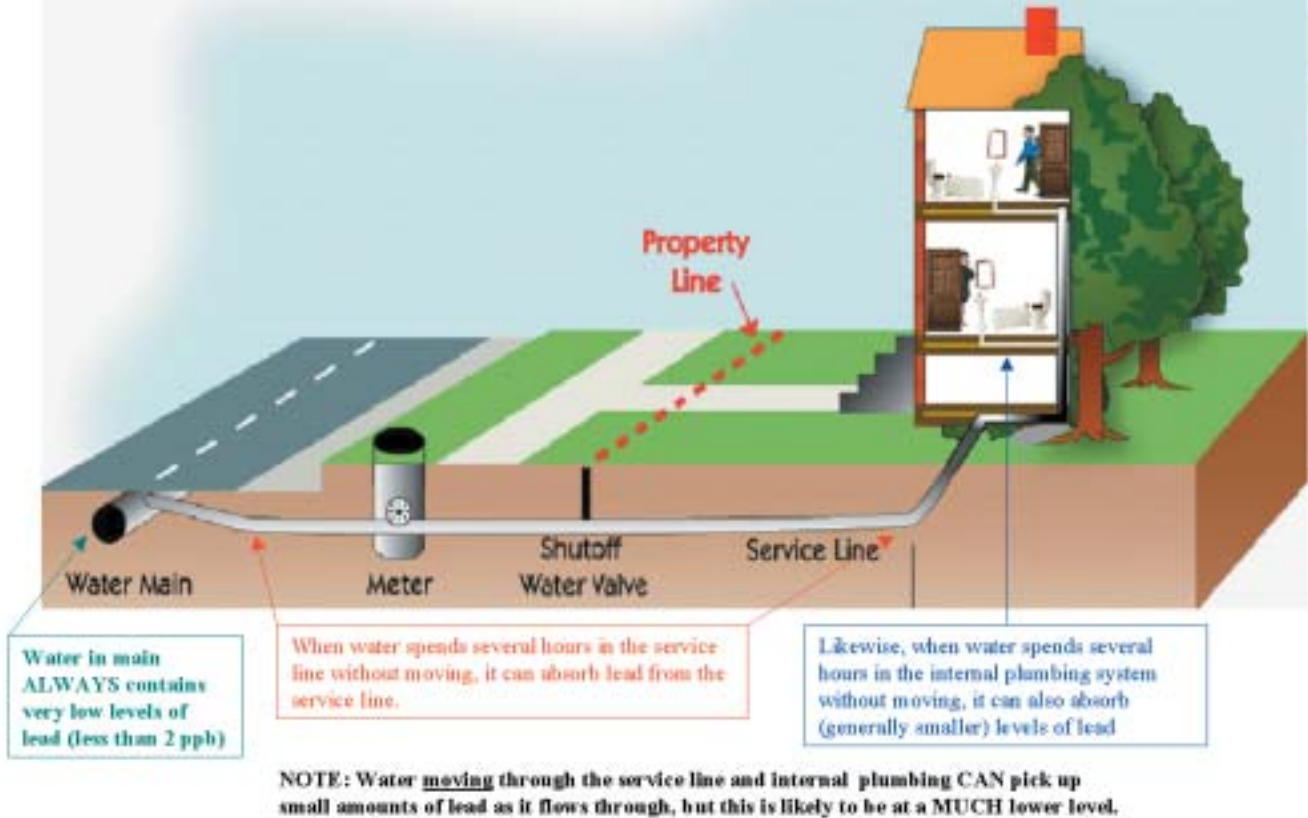 Property
Line
Shutoff
Service Line
Water Main
Meter
Water Valve
Water in main
ALWAYS contains
very low levels of
lead (less than 2 ppb)
When water spends several hours in the service
line without moving, it can absorb lead from the
service line.
Likewise, when water spends several
hours in the internal plumbing system
without moving, it can also absorb
(generally smaller) levels of lead
NOTE: Water moving through the service line and internal plumbing CAN pick up
small amounts of lead as it flows through, but this is likely to be at a MUCH lower level.